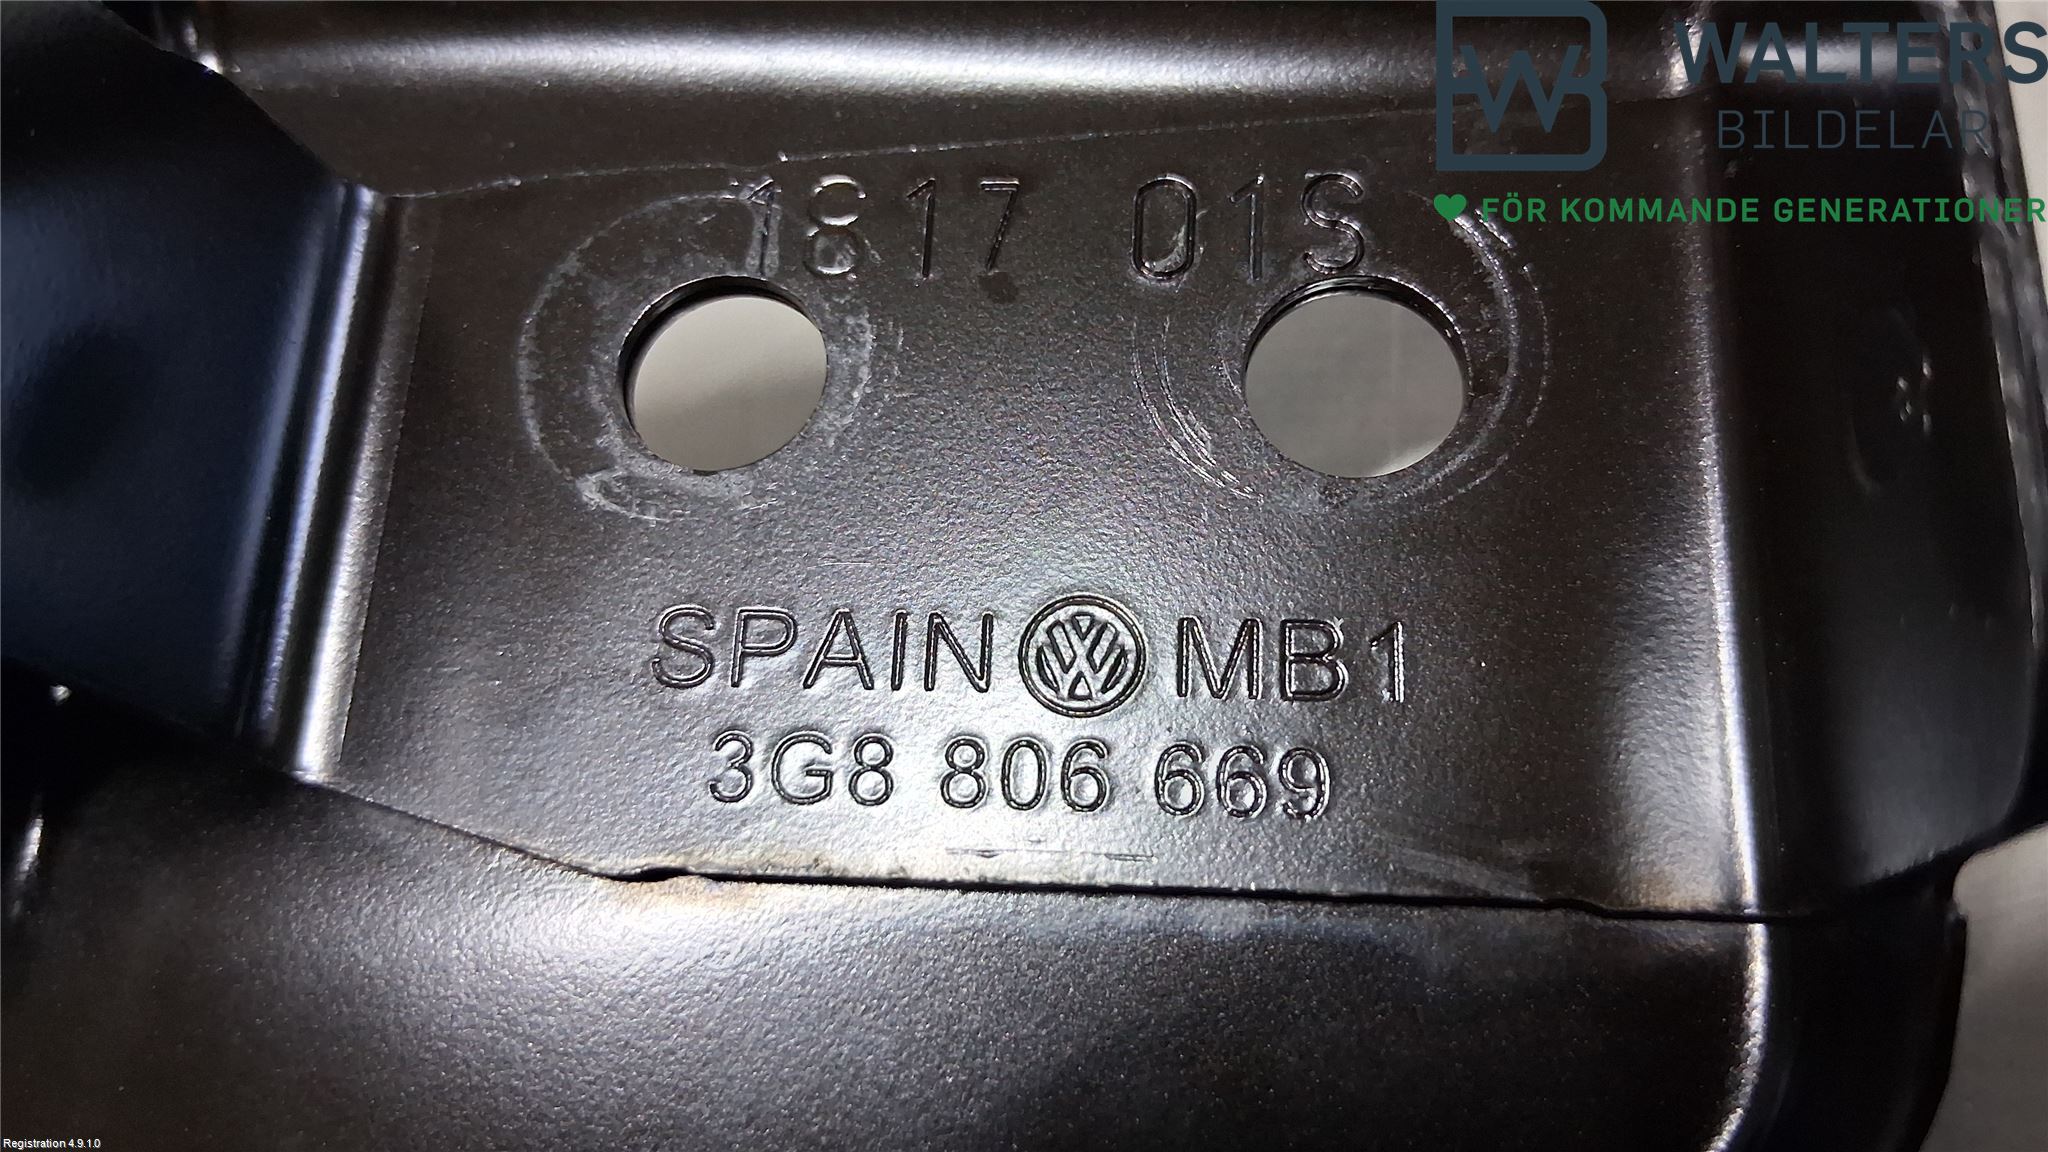 WALTERS
BILDELAR
FÖR KOMMANDE GENERATIONER
1817 01S
SPAIN MB1
3G8 806 669
Registration 4.9.1.0